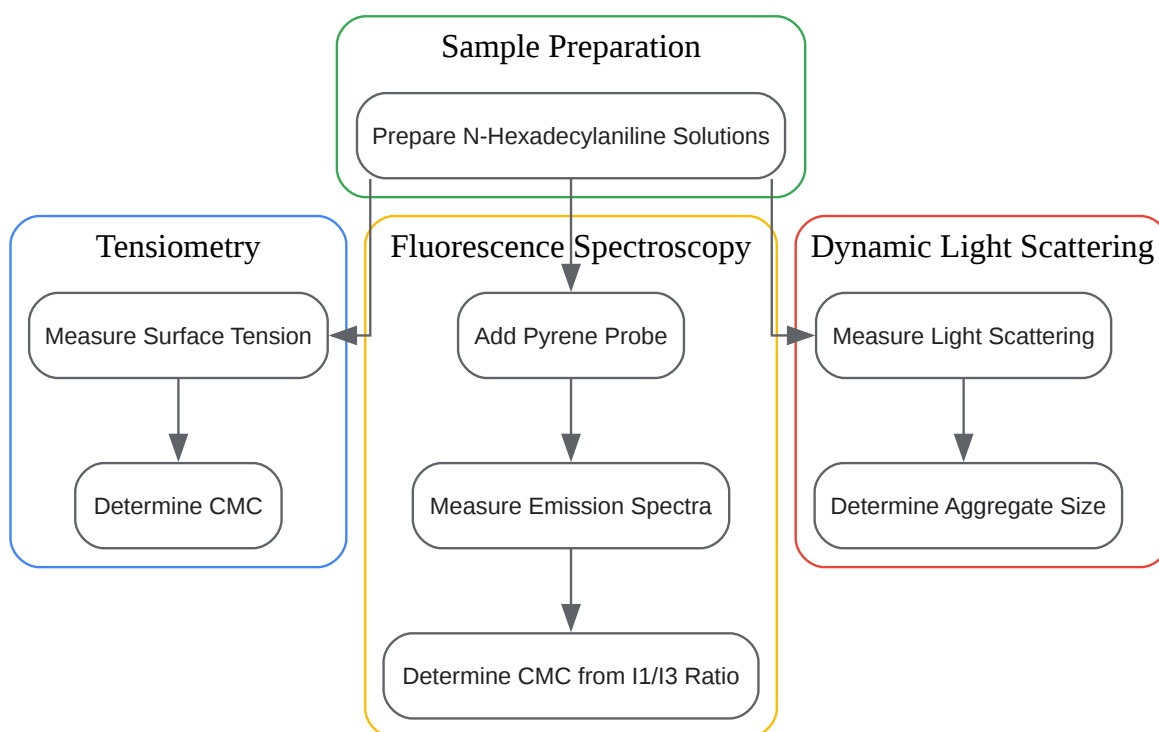 Sample Preparation
Prepare N-Hexadecylaniline Solutions
Tensiometry
Measure Surface Tension
Determine CMC
Fluorescence Spectroscopy
Add Pyrene Probe
Measure Emission Spectra
Determine CMC from I1/I3 Ratio
Dynamic Light Scattering
Measure Light Scattering
Determine Aggregate Size